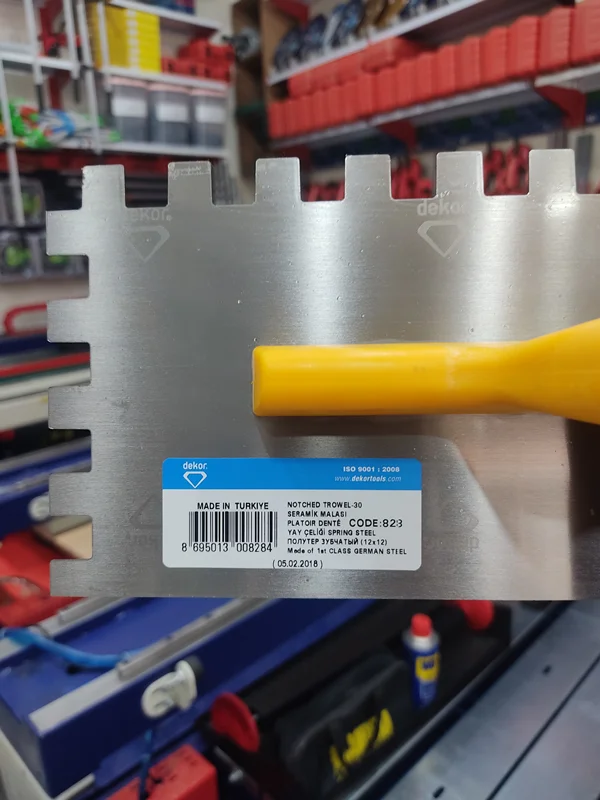 dekor.
dekor
dekor.
ISO 9001 : 2008
www.dekortools.com
MADE IN TURKIYE
8 695013 008284
NOTCHED TROWEL-30
SERAMİK MALASI
PLATOIR DENTÉ CODE:828
YAY ÇELİĞİ SPRING STEEL
ПОЛУТЕР ЗУБЧАТЫЙ (12x12)
Made of 1st CLASS GERMAN STEEL
( 05.02.2018 )